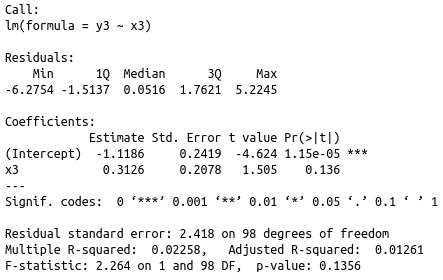 Call:
lm(formula = y3 ~ x3)
Residuals:
    Min      1Q  Median      3Q     Max
-6.2754 -1.5137  0.0516  1.7621  5.2245
Coefficients:
            Estimate Std. Error t value Pr(>|t|)
(Intercept)  -1.1186     0.2419  -4.624 1.15e-05 ***
x3            0.3126     0.2078   1.505    0.136
---
Signif. codes:  0 ‘***’ 0.001 ‘**’ 0.01 ‘*’ 0.05 ‘.’ 0.1 ‘ ’ 1
Residual standard error: 2.418 on 98 degrees of freedom
Multiple R-squared:  0.02258,	Adjusted R-squared:  0.01261
F-statistic: 2.264 on 1 and 98 DF,  p-value: 0.1356